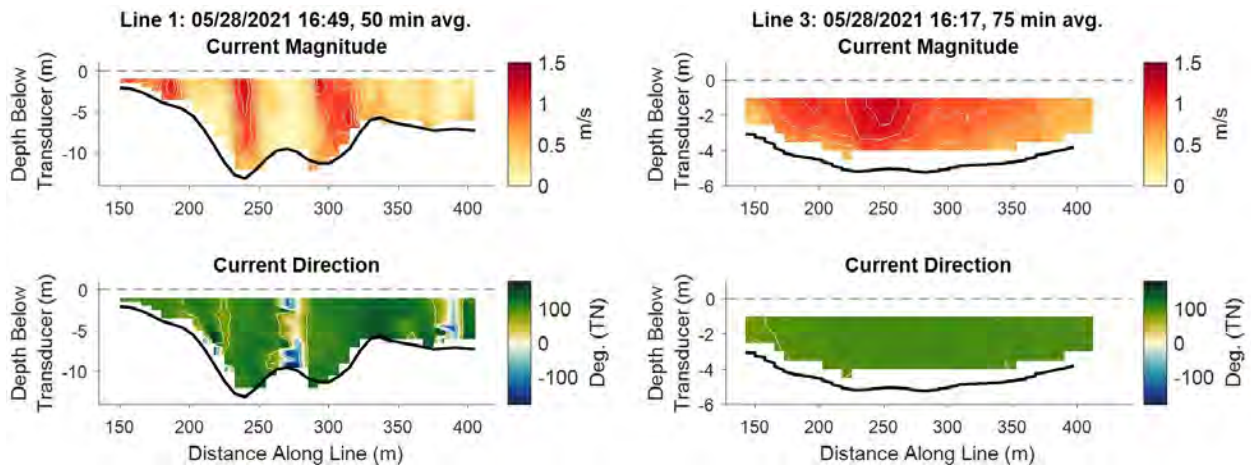 Line 1: 05/28/2021 16:49, 50 min avg.
Current Magnitude
Depth Below
Transducer (m)
0
-5
-10
150 200 250 300 350 400
1.5
1
0.5
0
m/s
Line 3: 05/28/2021 16:17, 75 min avg.
Current Magnitude
Depth Below
Transducer (m)
0
-2
-4
-6
150 200 250 300 350 400
1.5
1
0.5
0
m/s
Current Direction
Depth Below
Transducer (m)
0
-5
-10
150 200 250 300 350 400
Distance Along Line (m)
100
0
-100
Deg. (TN)
Current Direction
Depth Below
Transducer (m)
0
-2
-4
-6
150 200 250 300 350 400
Distance Along Line (m)
100
0
-100
Deg. (TN)